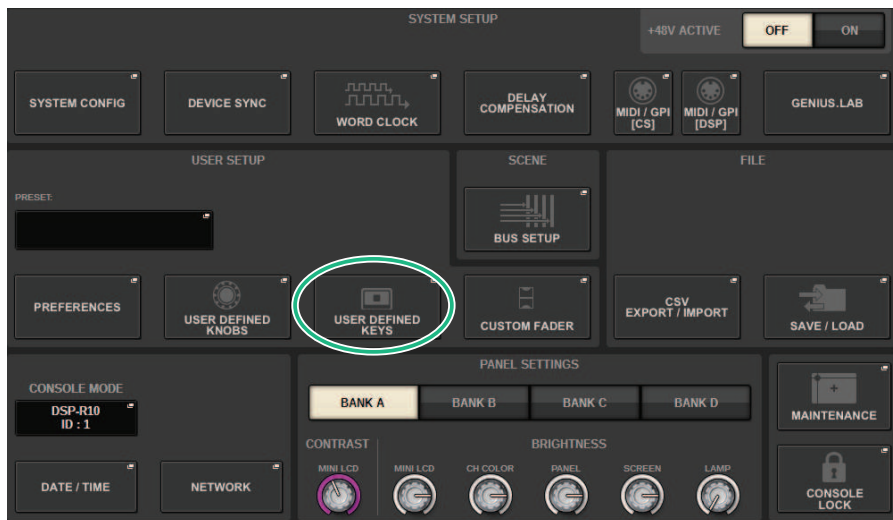 SYSTEM SETUP
+48V ACTIVE
OFF
ON
SYSTEM CONFIG
DEVICE SYNC
WORD CLOCK
DELAY
COMPENSATION
MIDI / GPI
[CS]
MIDI / GPI
[DSP]
GENIUS.LAB
USER SETUP
SCENE
FILE
PRESET:
BUS SETUP
PREFERENCES
USER DEFINED
KNOBS
USER DEFINED
KEYS
CUSTOM FADER
CSV
EXPORT / IMPORT
SAVE / LOAD
CONSOLE MODE
DSP-R10
ID : 1
DATE / TIME
NETWORK
PANEL SETTINGS
BANK A
BANK B
BANK C
BANK D
CONTRAST
BRIGHTNESS
MINI LCD
MINI LCD
CH COLOR
PANEL
SCREEN
LAMP
MAINTENANCE
CONSOLE
LOCK